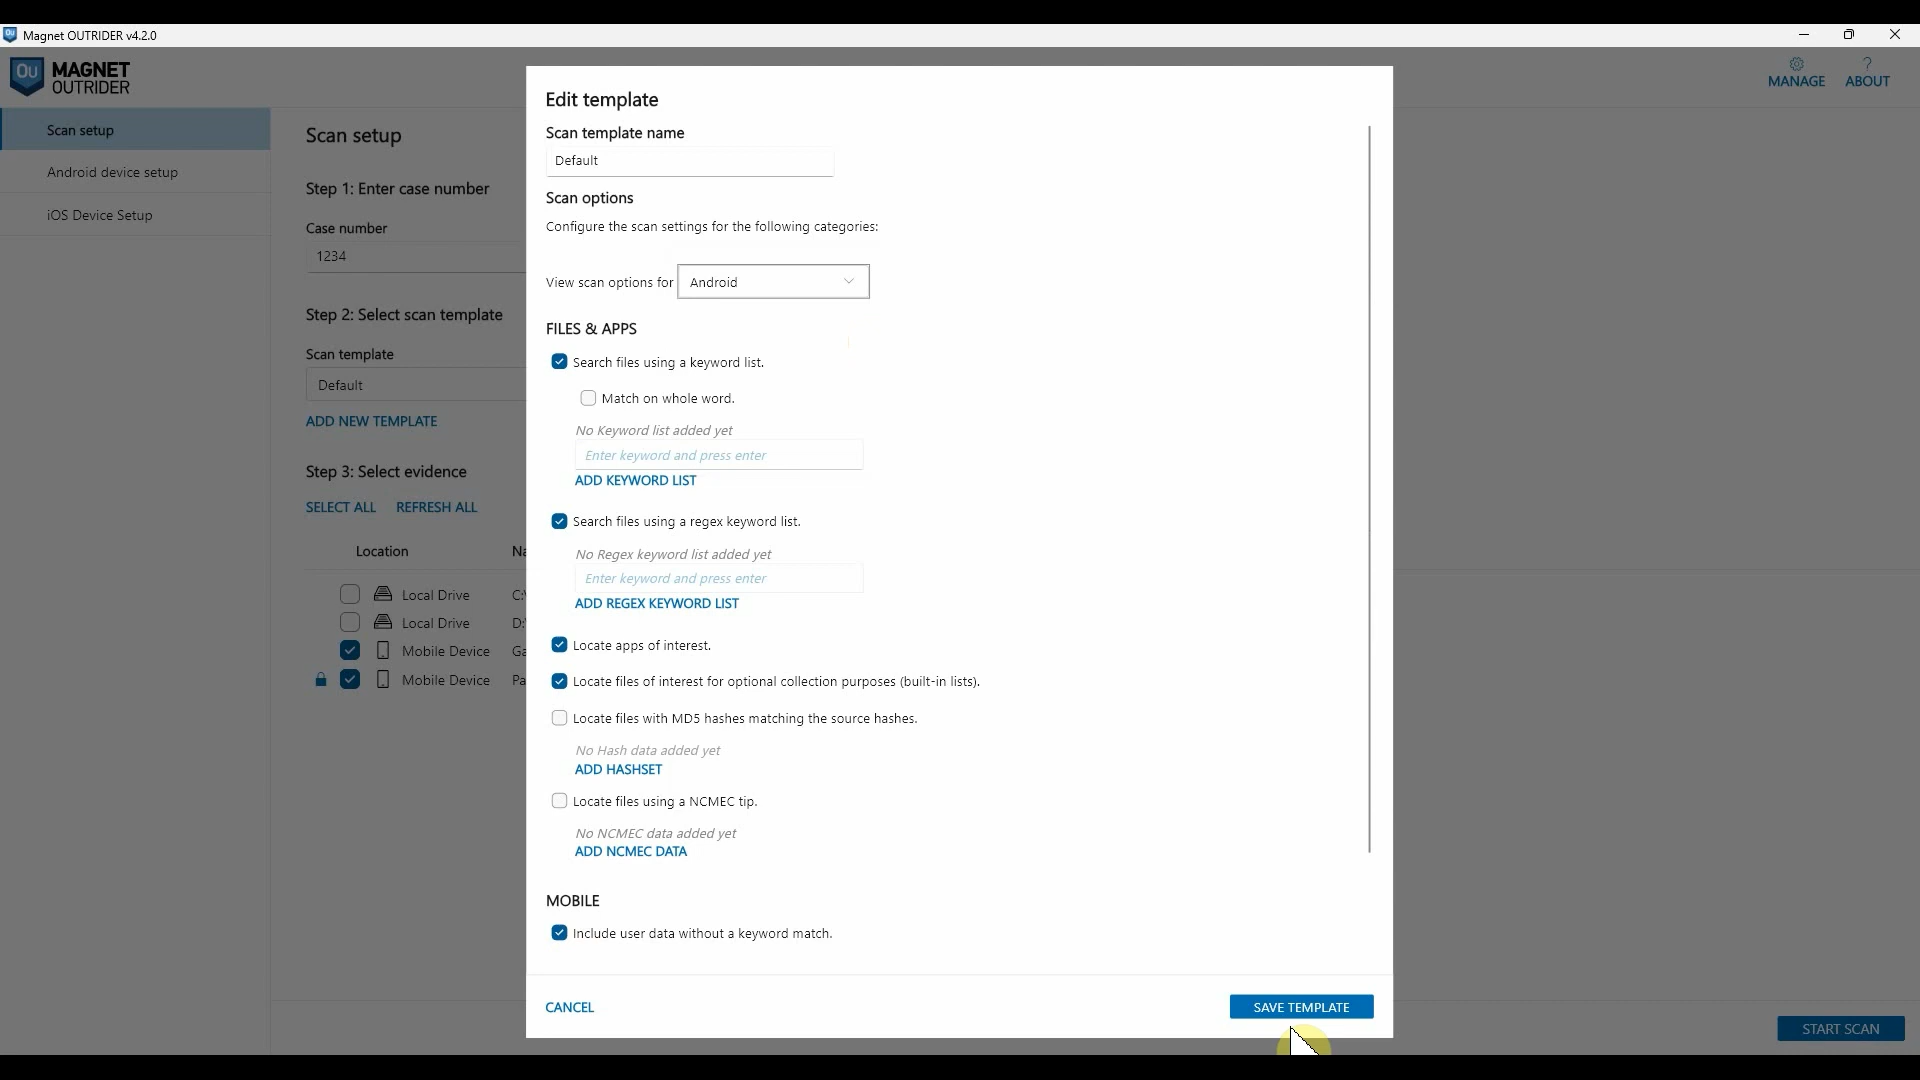 Magnet OUTRIDER v4.2.0
OU MAGNET OUTRIDER
MANAGE
? ABOUT
Scan setup
Android device setup
iOS Device Setup
Scan setup
Step 1: Enter case number
Case number
1234
Step 2: Select scan template
Scan template
Default
ADD NEW TEMPLATE
Step 3: Select evidence
SELECT ALL REFRESH ALL
Location Na
Local Drive C:\
Local Drive D:\
Mobile Device Ga
Mobile Device Pa
Edit template
Scan template name
Default
Scan options
Configure the scan settings for the following categories:
View scan options for Android
FILES & APPS
Search files using a keyword list.
Match on whole word.
No Keyword list added yet
Enter keyword and press enter
ADD KEYWORD LIST
Search files using a regex keyword list.
No Regex keyword list added yet
Enter keyword and press enter
ADD REGEX KEYWORD LIST
Locate apps of interest.
Locate files of interest for optional collection purposes (built-in lists).
Locate files with MD5 hashes matching the source hashes.
No Hash data added yet
ADD HASHSET
Locate files using a NCMEC tip.
No NCMEC data added yet
ADD NCMEC DATA
MOBILE
Include user data without a keyword match.
CANCEL
SAVE TEMPLATE
START SCAN